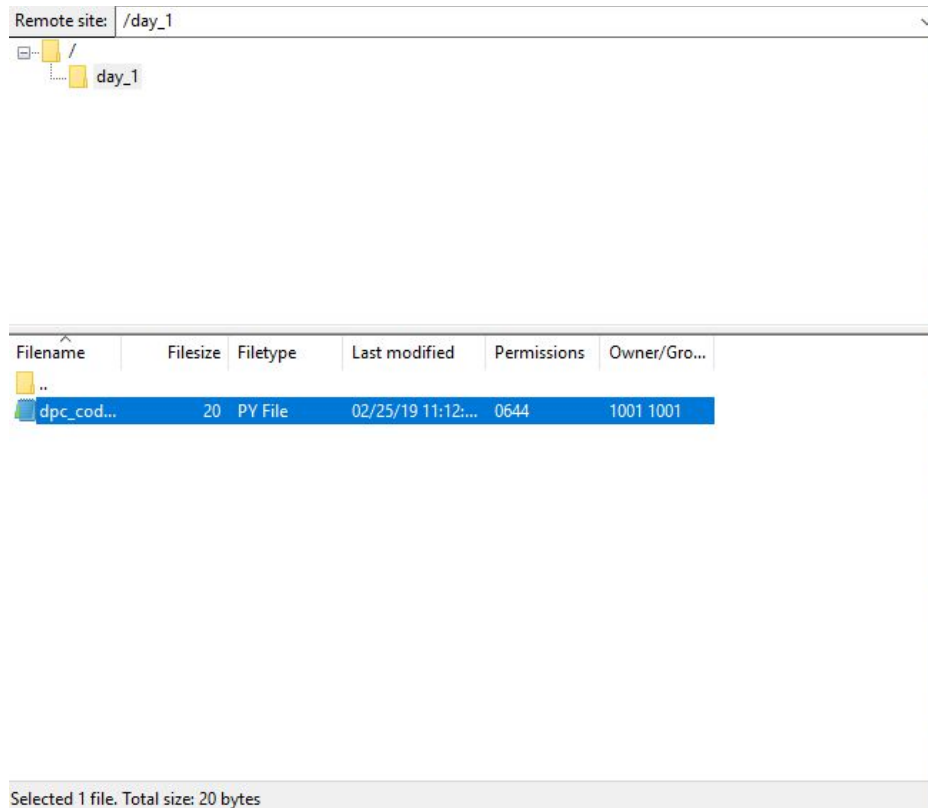 Remote site: /day_1
/
day_1
Filename Filesize Filetype Last modified Permissions Owner/Gro...
..
dpc_cod... 20 PY File 02/25/19 11:12:... 0644 1001 1001
Selected 1 file. Total size: 20 bytes